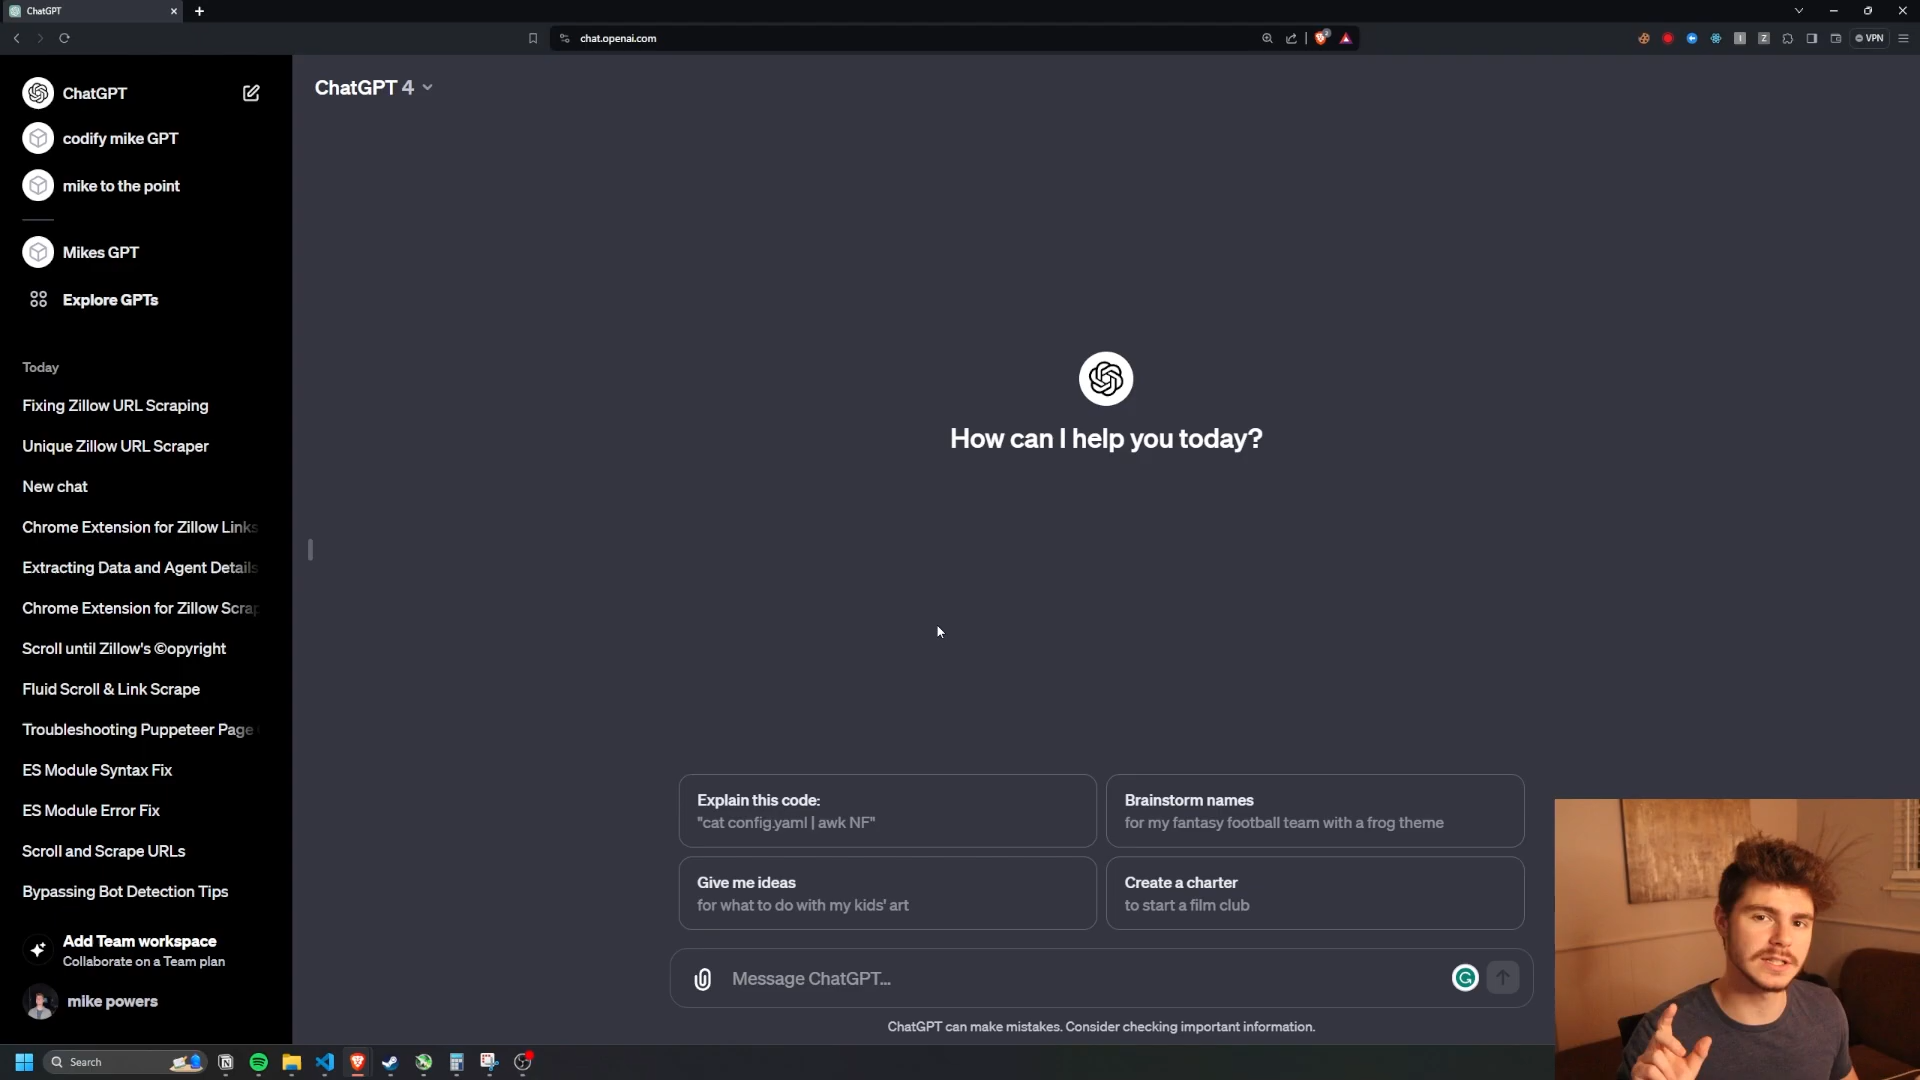 ChatGPT
chat.openai.com
2
I
Z
VPN
ChatGPT
ChatGPT 4
codify mike GPT
mike to the point
Mikes GPT
Explore GPTs
Today
Fixing Zillow URL Scraping
Unique Zillow URL Scraper
New chat
Chrome Extension for Zillow Links
Extracting Data and Agent Details
Chrome Extension for Zillow Scrap
Scroll until Zillow's ©opyright
Fluid Scroll & Link Scrape
Troubleshooting Puppeteer Page
ES Module Syntax Fix
ES Module Error Fix
Scroll and Scrape URLs
Bypassing Bot Detection Tips
Add Team workspace
Collaborate on a Team plan
mike powers
How can I help you today?
Explain this code:
"cat config.yaml | awk NF"
Brainstorm names
for my fantasy football team with a frog theme
Give me ideas
for what to do with my kids' art
Create a charter
to start a film club
Message ChatGPT...
ChatGPT can make mistakes. Consider checking important information.
Search